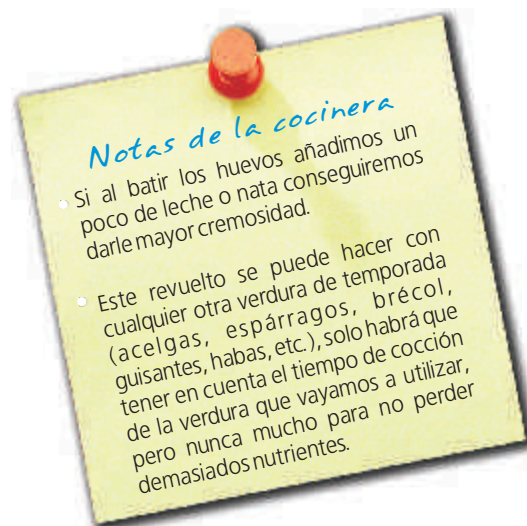 Notas de la cocinera
• Si al batir los huevos añadimos un
poco de leche o nata conseguiremos
darle mayor cremosidad.
• Este revuelto se puede hacer con
cualquier otra verdura de temporada
(acelgas, espárragos, brécol,
guisantes, habas, etc.), solo habrá que
tener en cuenta el tiempo de cocción
de la verdura que vayamos a utilizar,
pero nunca mucho para no perder
demasiados nutrientes.